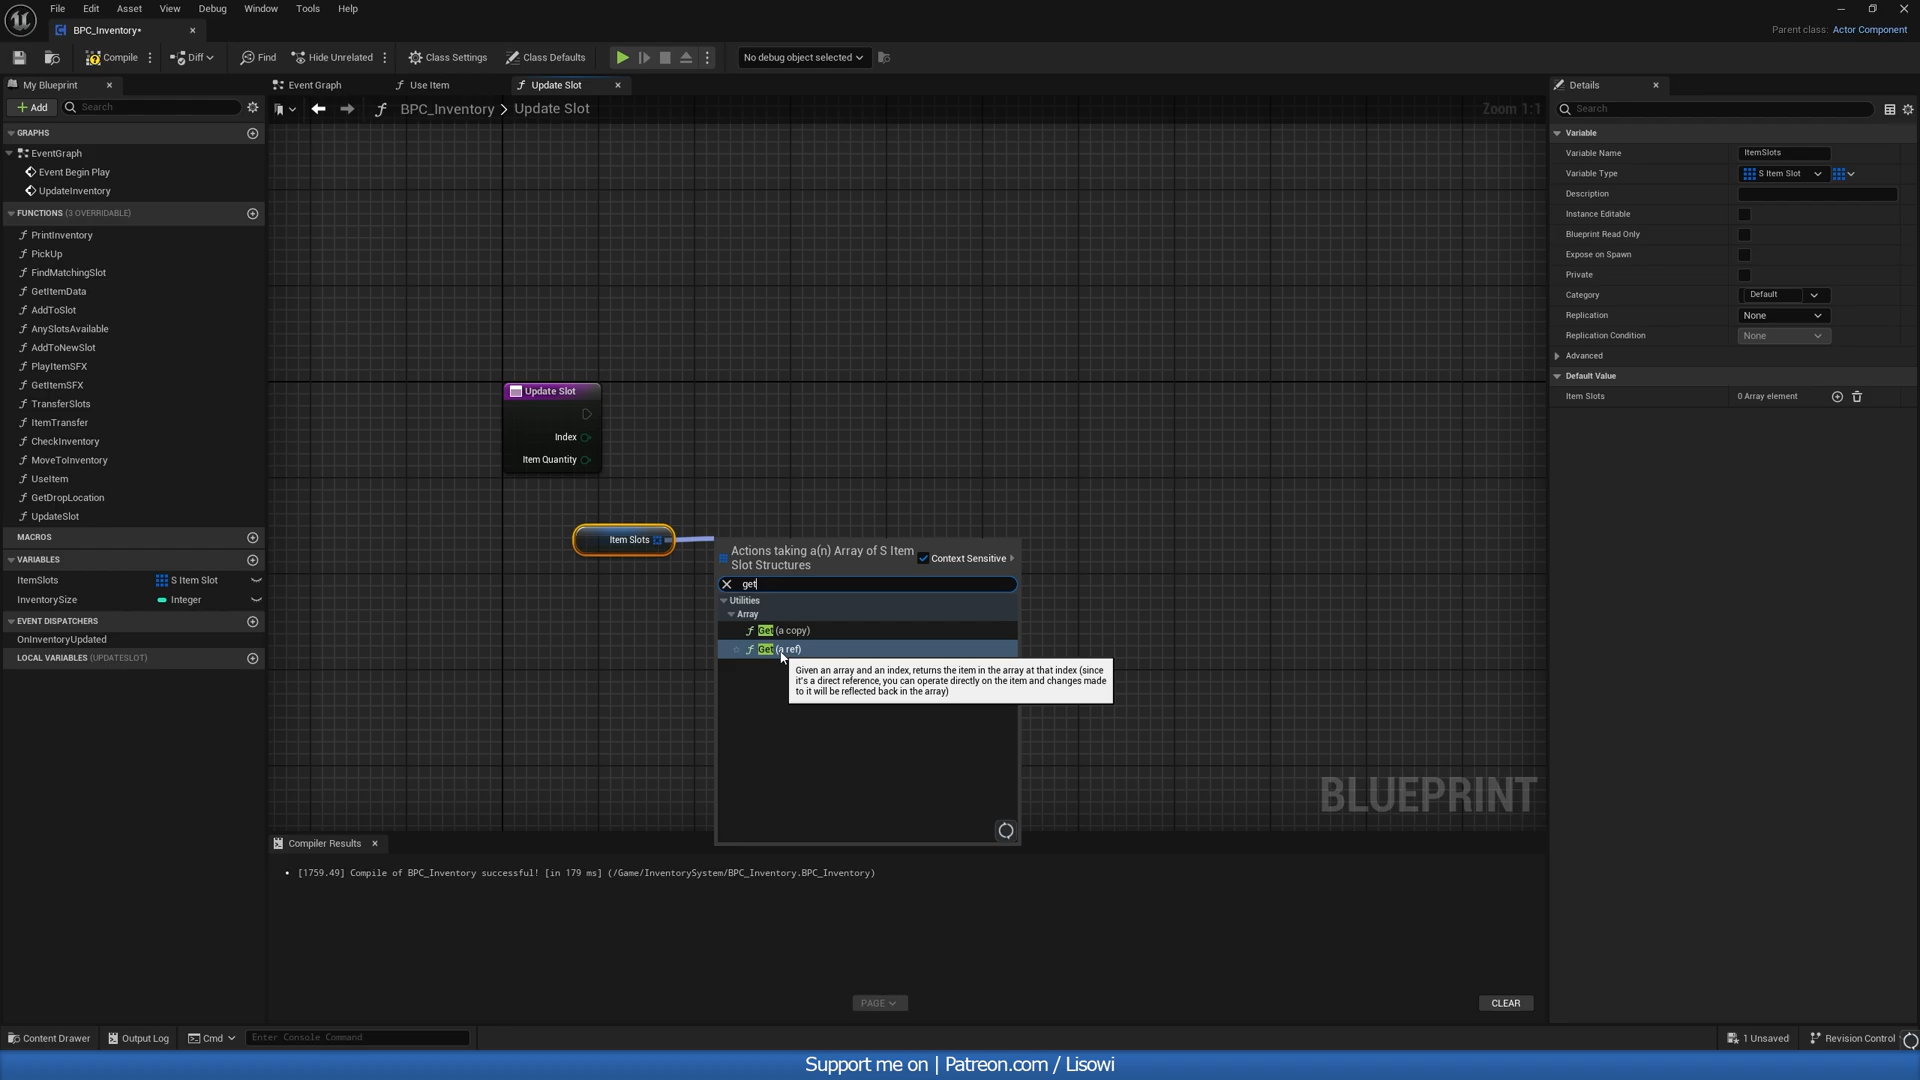 File Edit Asset View Debug Window Tools Help
BPC_Inventory*
Parent class: Actor Component
Compile Diff Find Hide Unrelated Class Settings Class Defaults No debug object selected
My Blueprint
Event Graph Use Item Update Slot
Details
Add Search
BPC_Inventory > Update Slot Zoom 1:1
Search
GRAPHS
EventGraph
Event Begin Play
UpdateInventory
FUNCTIONS (3 OVERRIDABLE)
PrintInventory
PickUp
FindMatchingSlot
GetItemData
AddToSlot
AnySlotsAvailable
AddToNewSlot
PlayItemSFX
GetItemSFX
TransferSlots
ItemTransfer
CheckInventory
MoveToInventory
UseItem
GetDropLocation
UpdateSlot
MACROS
VARIABLES
ItemSlots S Item Slot
InventorySize Integer
EVENT DISPATCHERS
OnInventoryUpdated
LOCAL VARIABLES (UPDATESLOT)
Update Slot
Index
Item Quantity
Item Slots
Actions taking a(n) Array of S Item
Slot Structures
Context Sensitive
get
Utilities
Array
Get (a copy)
Get (a ref)
Given an array and an index, returns the item in the array at that index (since
it's a direct reference, you can operate directly on the item and changes made
to it will be reflected back in the array)
BLUEPRINT
Variable
Variable Name ItemSlots
Variable Type S Item Slot
Description
Instance Editable
Blueprint Read Only
Expose on Spawn
Private
Category Default
Replication None
Replication Condition None
Advanced
Default Value
Item Slots 0 Array element
Compiler Results
• [1759.49] Compile of BPC_Inventory successful! [in 179 ms] (/Game/InventorySystem/BPC_Inventory.BPC_Inventory)
PAGE CLEAR
Content Drawer Output Log Cmd Enter Console Command 1 Unsaved Revision Control
Support me on | Patreon.com / Lisowi